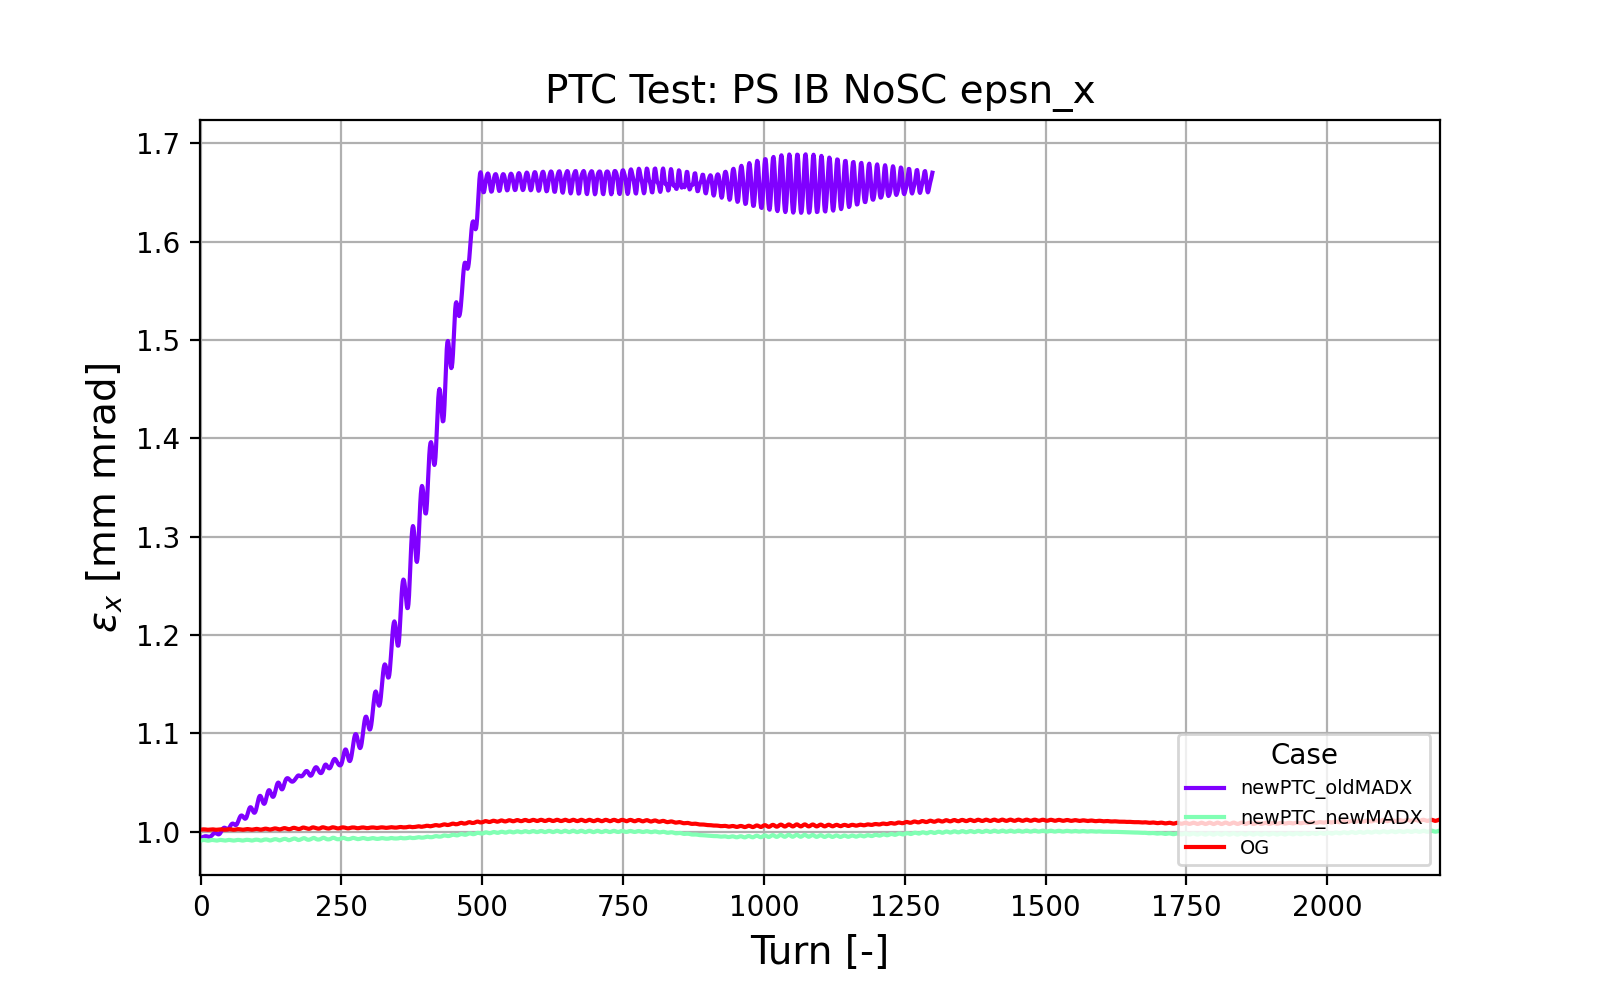 PTC Test: PS IB NoSC epsn_x
1.7
1.6
1.5
1.4
1.3
1.2
1.1
1.0
εx [mm mrad]
Case
newPTC_oldMADX
newPTC_newMADX
OG
0 250 500 750 1000 1250 1500 1750 2000
Turn [-]